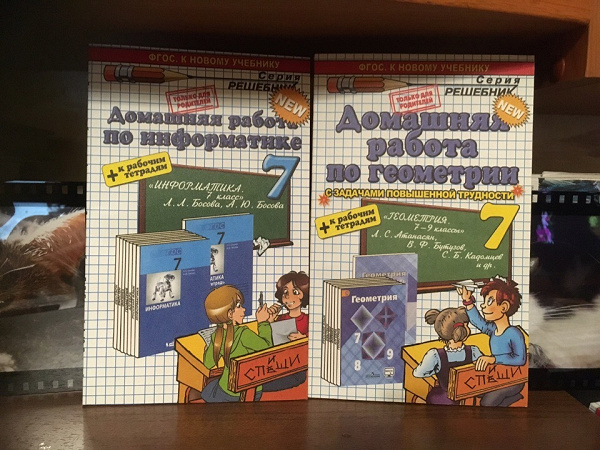 ФГОС. К НОВОМУ УЧЕБНИКУ
Серия
РЕШЕБНИК
ТОЛЬКО ДЛЯ
РОДИТЕЛЕЙ
NEW
Домашняя работа
по информатике
+ к рабочим
тетрадям
7
«ИНФОРМАТИКА.
7 класс»
Л. Л. Босова, А. Ю. Босова
7
7
ИНФОРМАТИКА
СПИШИ
ФГОС. К НОВОМУ УЧЕБНИКУ
Серия
РЕШЕБНИК
ТОЛЬКО ДЛЯ
РОДИТЕЛЕЙ
NEW
Домашняя
работа
по геометрии
С ЗАДАЧАМИ ПОВЫШЕННОЙ ТРУДНОСТИ
+ к рабочим
тетрадям
7
«ГЕОМЕТРИЯ.
7–9 классы»
Л. С. Атанасян,
В. Ф. Бутузов,
С. Б. Кадомцев
и др.
Геометрия
Геометрия
7
8 9
СПИШИ